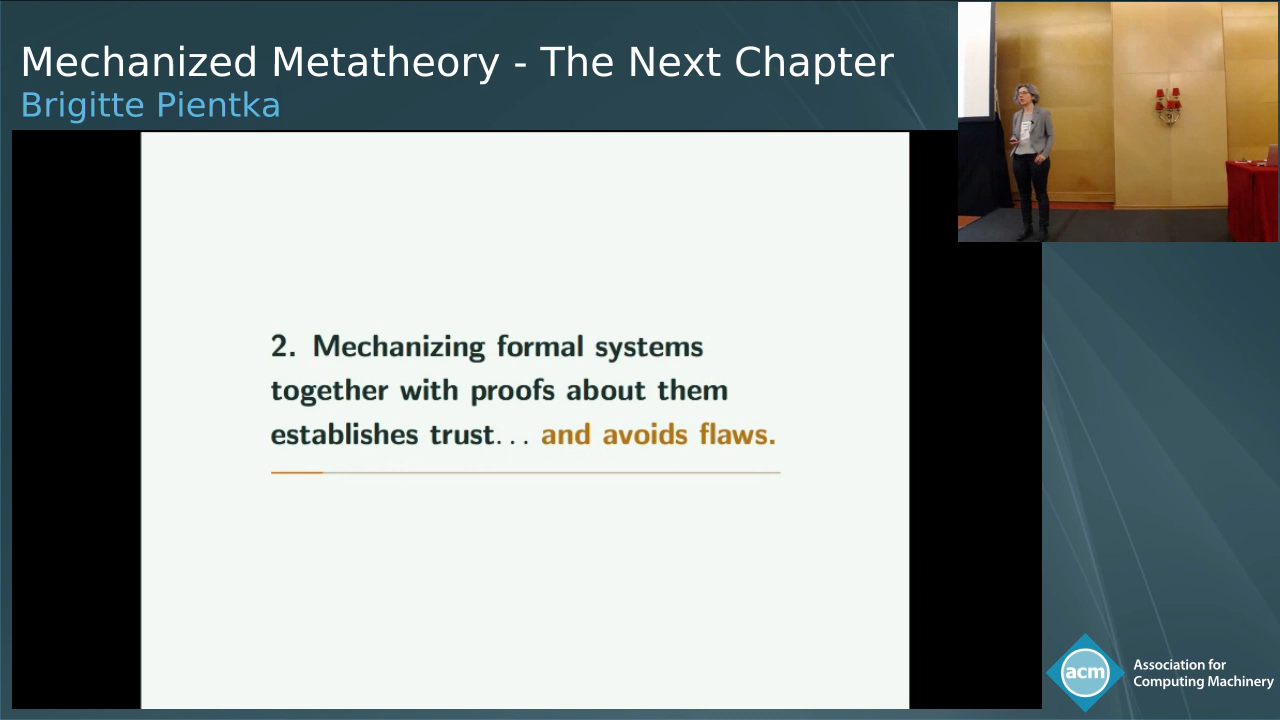 Mechanized Metatheory - The Next Chapter
Brigitte Pientka
2. Mechanizing formal systems
together with proofs about them
establishes trust... and avoids flaws.
acm
Association for
Computing Machinery